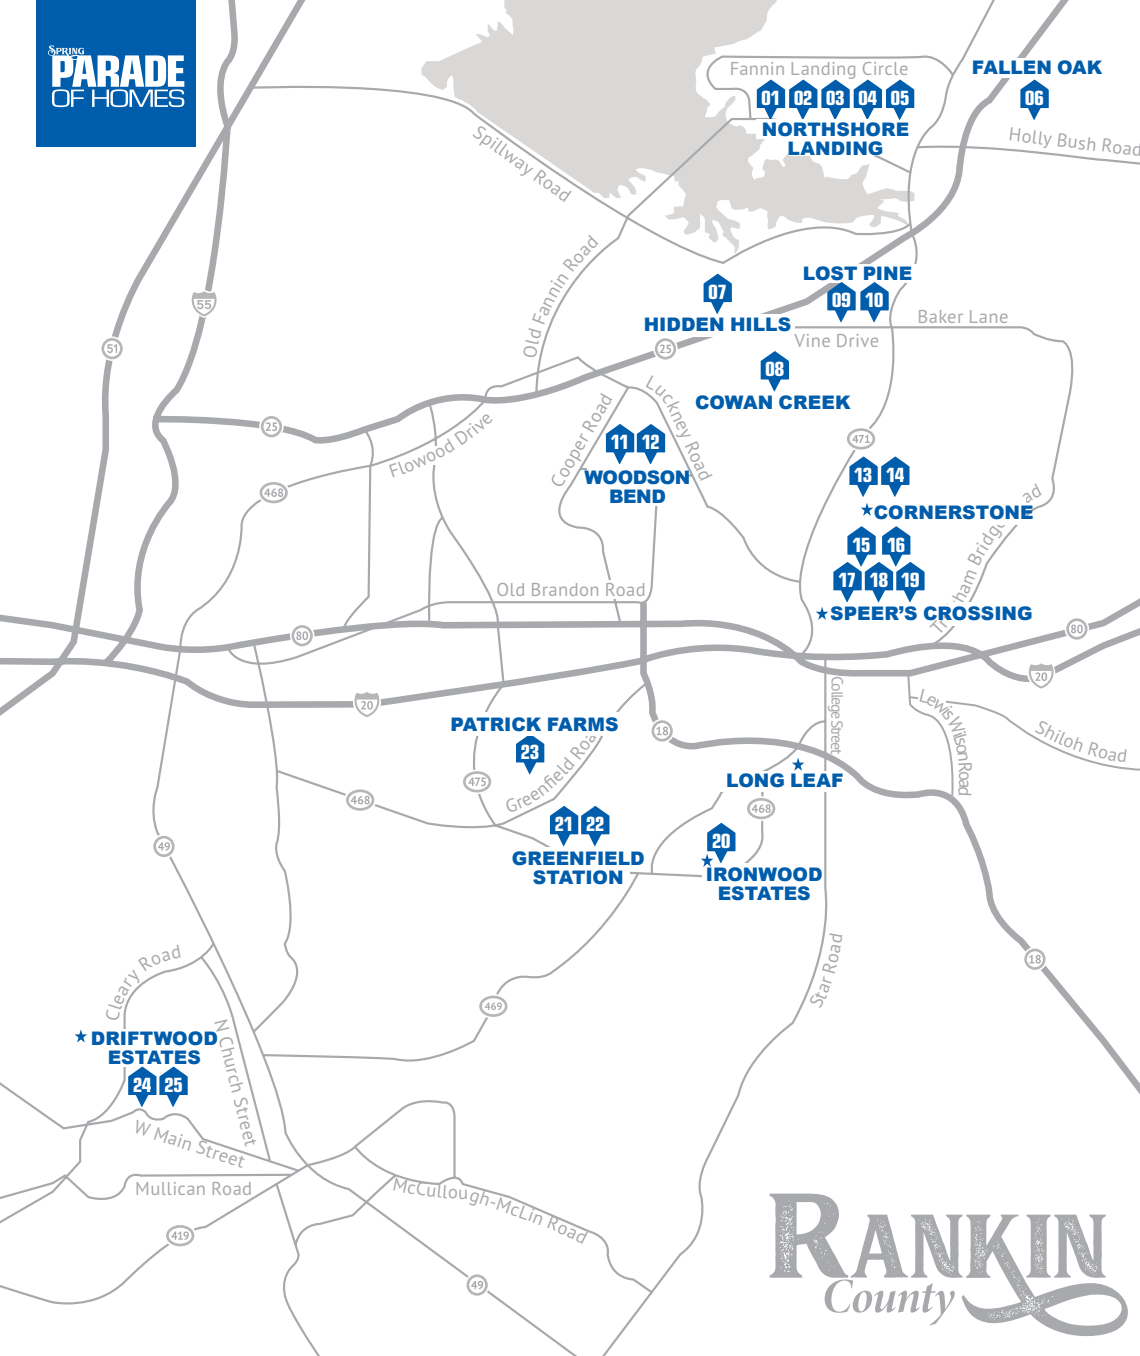 SPRING
PARADE
OF HOMES
Fannin Landing Circle
FALLEN OAK
01 02 03 04 05
06
NORTHSHORE
LANDING
Holly Bush Road
Spillway Road
Old Fannin Road
LOST PINE
07
09 10
55
HIDDEN HILLS
Baker Lane
Vine Drive
51
25
08
COWAN CREEK
Luckney Road
Cooper Road
25
Flowood Drive
471
11 12
WOODSON
BEND
13 14
468
CORNERSTONE
15 16
17 18 19
SPEER'S CROSSING
Old Brandon Road
80
80
20
20
College Street
Lewis Wilson Road
Shiloh Road
PATRICK FARMS
23
18
Greenfield
475
LONG LEAF
468
468
21 22
20
GREENFIELD
STATION
IRONWOOD
ESTATES
49
Cleary Road
Star Road
18
469
N Church Street
DRIFTWOOD
ESTATES
24 25
W Main Street
Mullican Road
McCullough-McLin Road
419
49
RANKIN
County